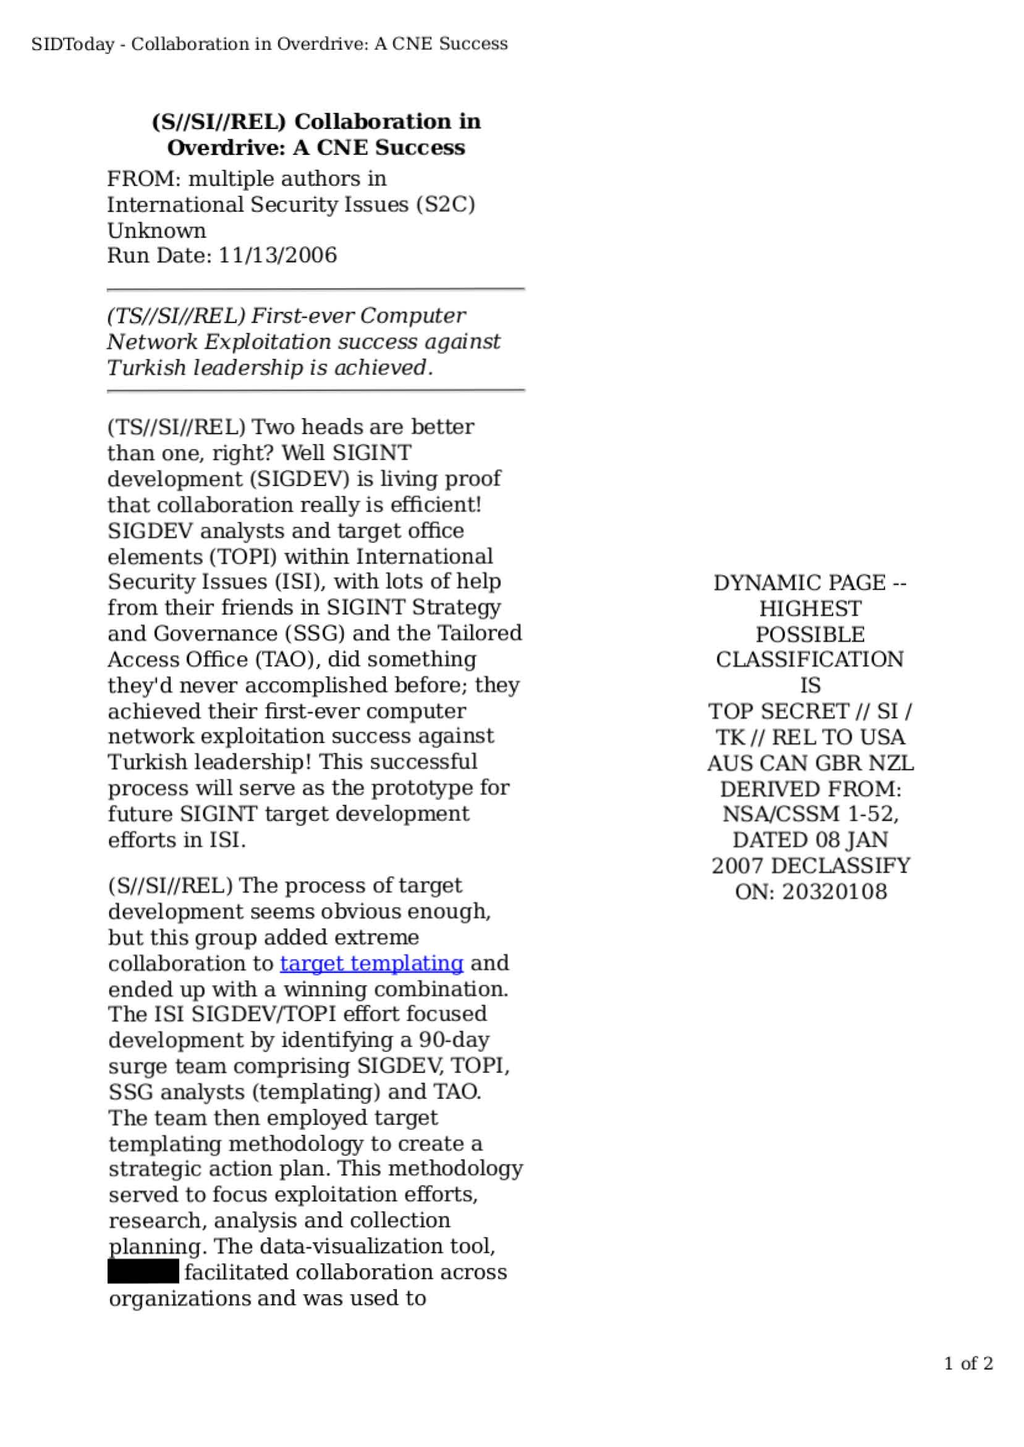 SIDToday - Collaboration in Overdrive: A CNE Success
(S//SI//REL) Collaboration in
Overdrive: A CNE Success
FROM: multiple authors in
International Security Issues (S2C)
Unknown
Run Date: 11/13/2006
(TS//SI//REL) First-ever Computer
Network Exploitation success against
Turkish leadership is achieved.
(TS//SI//REL) Two heads are better
than one, right? Well SIGINT
development (SIGDEV) is living proof
that collaboration really is efficient!
SIGDEV analysts and target office
elements (TOPI) within International
Security Issues (ISI), with lots of help
from their friends in SIGINT Strategy
and Governance (SSG) and the Tailored
Access Office (TAO), did something
they'd never accomplished before; they
achieved their first-ever computer
network exploitation success against
Turkish leadership! This successful
process will serve as the prototype for
future SIGINT target development
efforts in ISI.
(S//SI//REL) The process of target
development seems obvious enough,
but this group added extreme
collaboration to target templating and
ended up with a winning combination.
The ISI SIGDEV/TOPI effort focused
development by identifying a 90-day
surge team comprising SIGDEV, TOPI,
SSG analysts (templating) and TAO.
The team then employed target
templating methodology to create a
strategic action plan. This methodology
served to focus exploitation efforts,
research, analysis and collection
planning. The data-visualization tool,
facilitated collaboration across
organizations and was used to
DYNAMIC PAGE --
HIGHEST
POSSIBLE
CLASSIFICATION
IS
TOP SECRET // SI /
TK // REL TO USA
AUS CAN GBR NZL
DERIVED FROM:
NSA/CSSM 1-52,
DATED 08 JAN
2007 DECLASSIFY
ON: 20320108
1 of 2